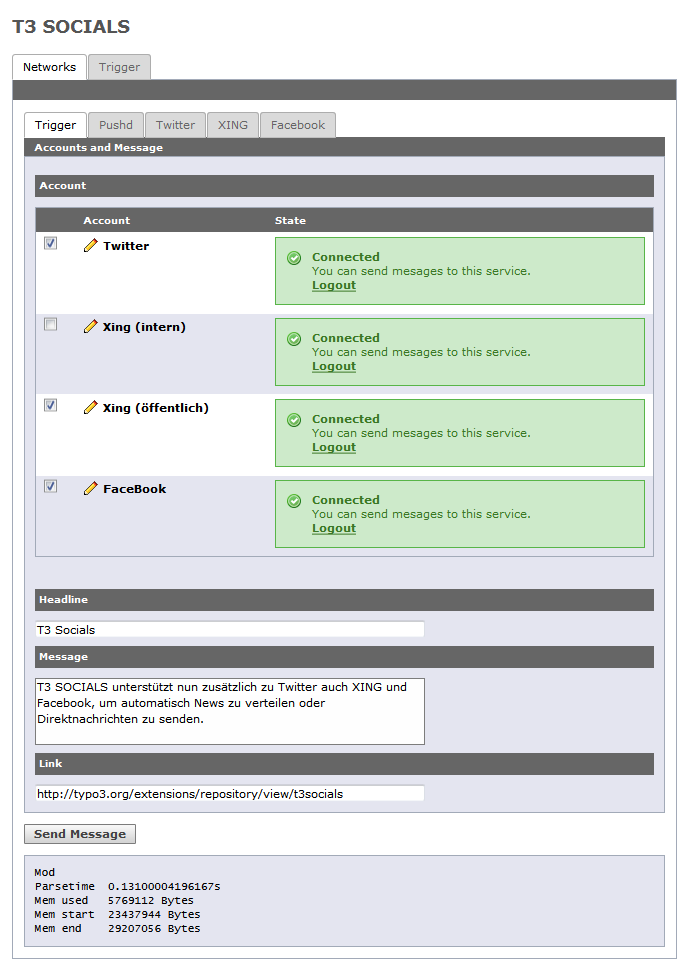 T3 SOCIALS
Networks Trigger
Trigger Pushd Twitter XING Facebook
Accounts and Message
Account
Account State
Twitter
Connected
You can send mesages to this service.
Logout
Xing (intern)
Connected
You can send mesages to this service.
Logout
Xing (öffentlich)
Connected
You can send mesages to this service.
Logout
FaceBook
Connected
You can send mesages to this service.
Logout
Headline
T3 Socials
Message
T3 SOCIALS unterstützt nun zusätzlich zu Twitter auch XING und
Facebook, um automatisch News zu verteilen oder
Direktnachrichten zu senden.
Link
http://typo3.org/extensions/repository/view/t3socials
Send Message
Mod
Parsetime 0.13100004196167s
Mem used 5769112 Bytes
Mem start 23437944 Bytes
Mem end 29207056 Bytes